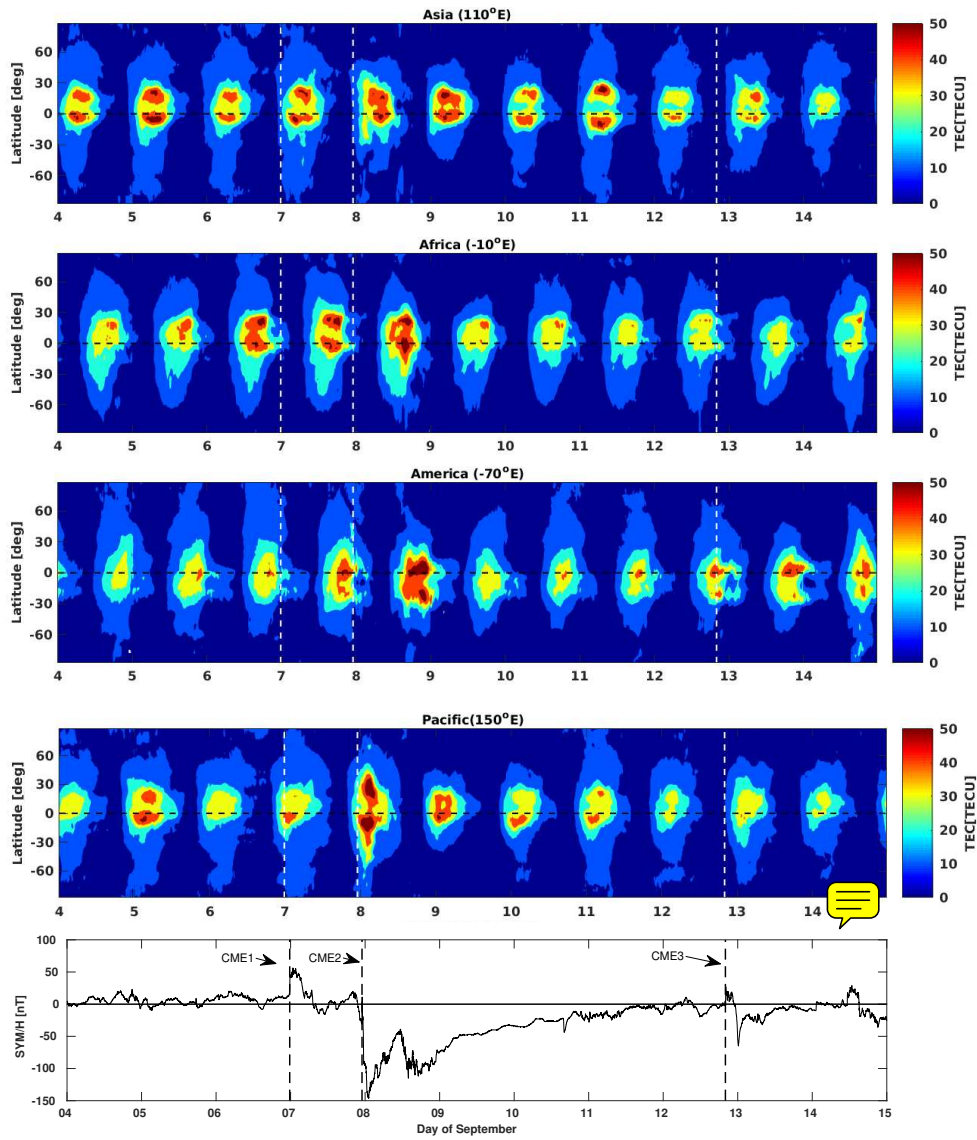 Asia (110°E)
Latitude [deg]
60
30
0
-30
-60
4 5 6 7 8 9 10 11 12 13 14
50
40
30
20
10
0
TEC[TECU]
Africa (-10°E)
Latitude [deg]
60
30
0
-30
-60
4 5 6 7 8 9 10 11 12 13 14
50
40
30
20
10
0
TEC[TECU]
America (-70°E)
Latitude [deg]
60
30
0
-30
-60
4 5 6 7 8 9 10 11 12 13 14
50
40
30
20
10
0
TEC[TECU]
Pacific(150°E)
Latitude [deg]
60
30
0
-30
-60
4 5 6 7 8 9 10 11 12 13 14
50
40
30
20
10
0
TEC[TECU]
SYM/H [nT]
100
50
0
-50
-100
-150
CME1 CME2 CME3
04 05 06 07 08 09 10 11 12 13 14 15
Day of September